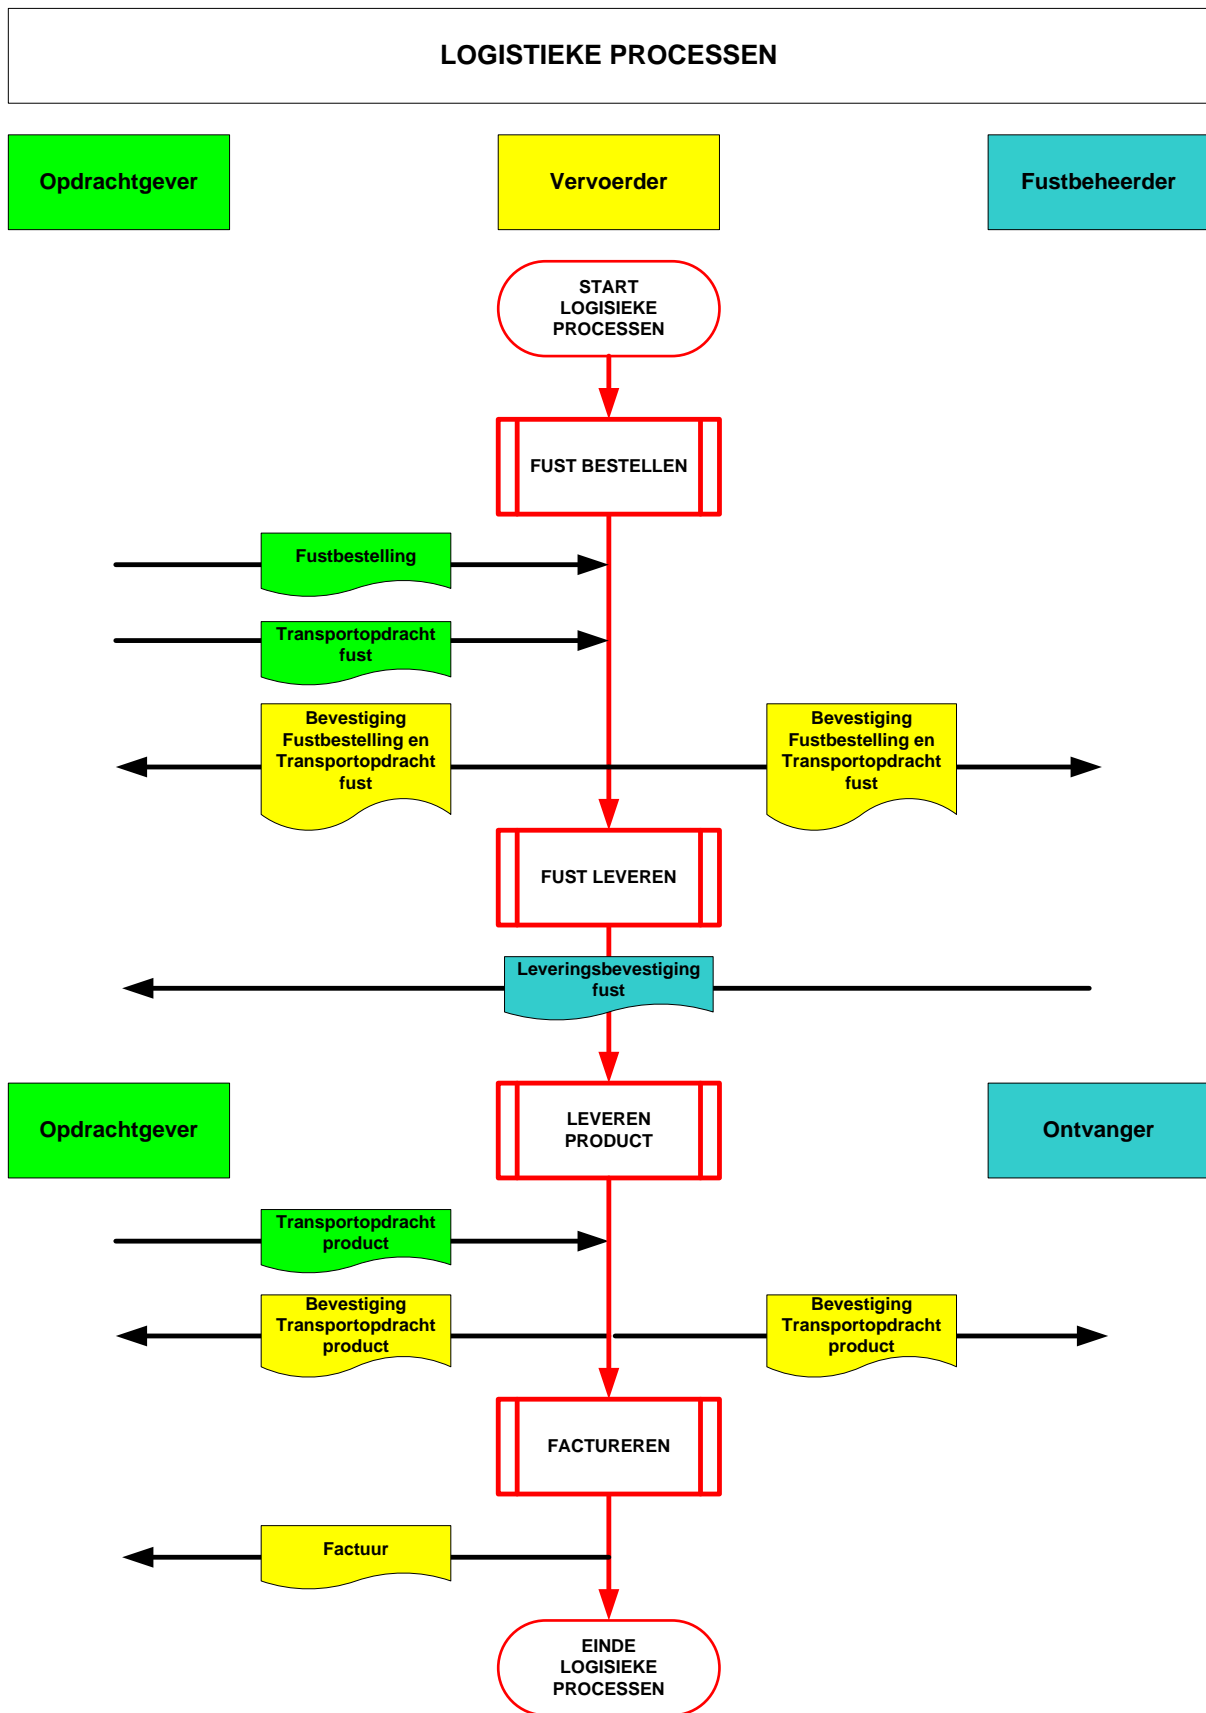 LOGISTIEKE PROCESSEN
Opdrachtgever
Vervoerder
Fustbeheerder
START
LOGISIEKE
PROCESSEN
FUST BESTELLEN
Fustbestelling
Transportopdracht
fust
Bevestiging
Fustbestelling en
Transportopdracht
fust
Bevestiging
Fustbestelling en
Transportopdracht
fust
FUST LEVEREN
Leveringsbevestiging
fust
Opdrachtgever
LEVEREN
PRODUCT
Ontvanger
Transportopdracht
product
Bevestiging
Transportopdracht
product
Bevestiging
Transportopdracht
product
FACTUREREN
Factuur
EINDE
LOGISIEKE
PROCESSEN